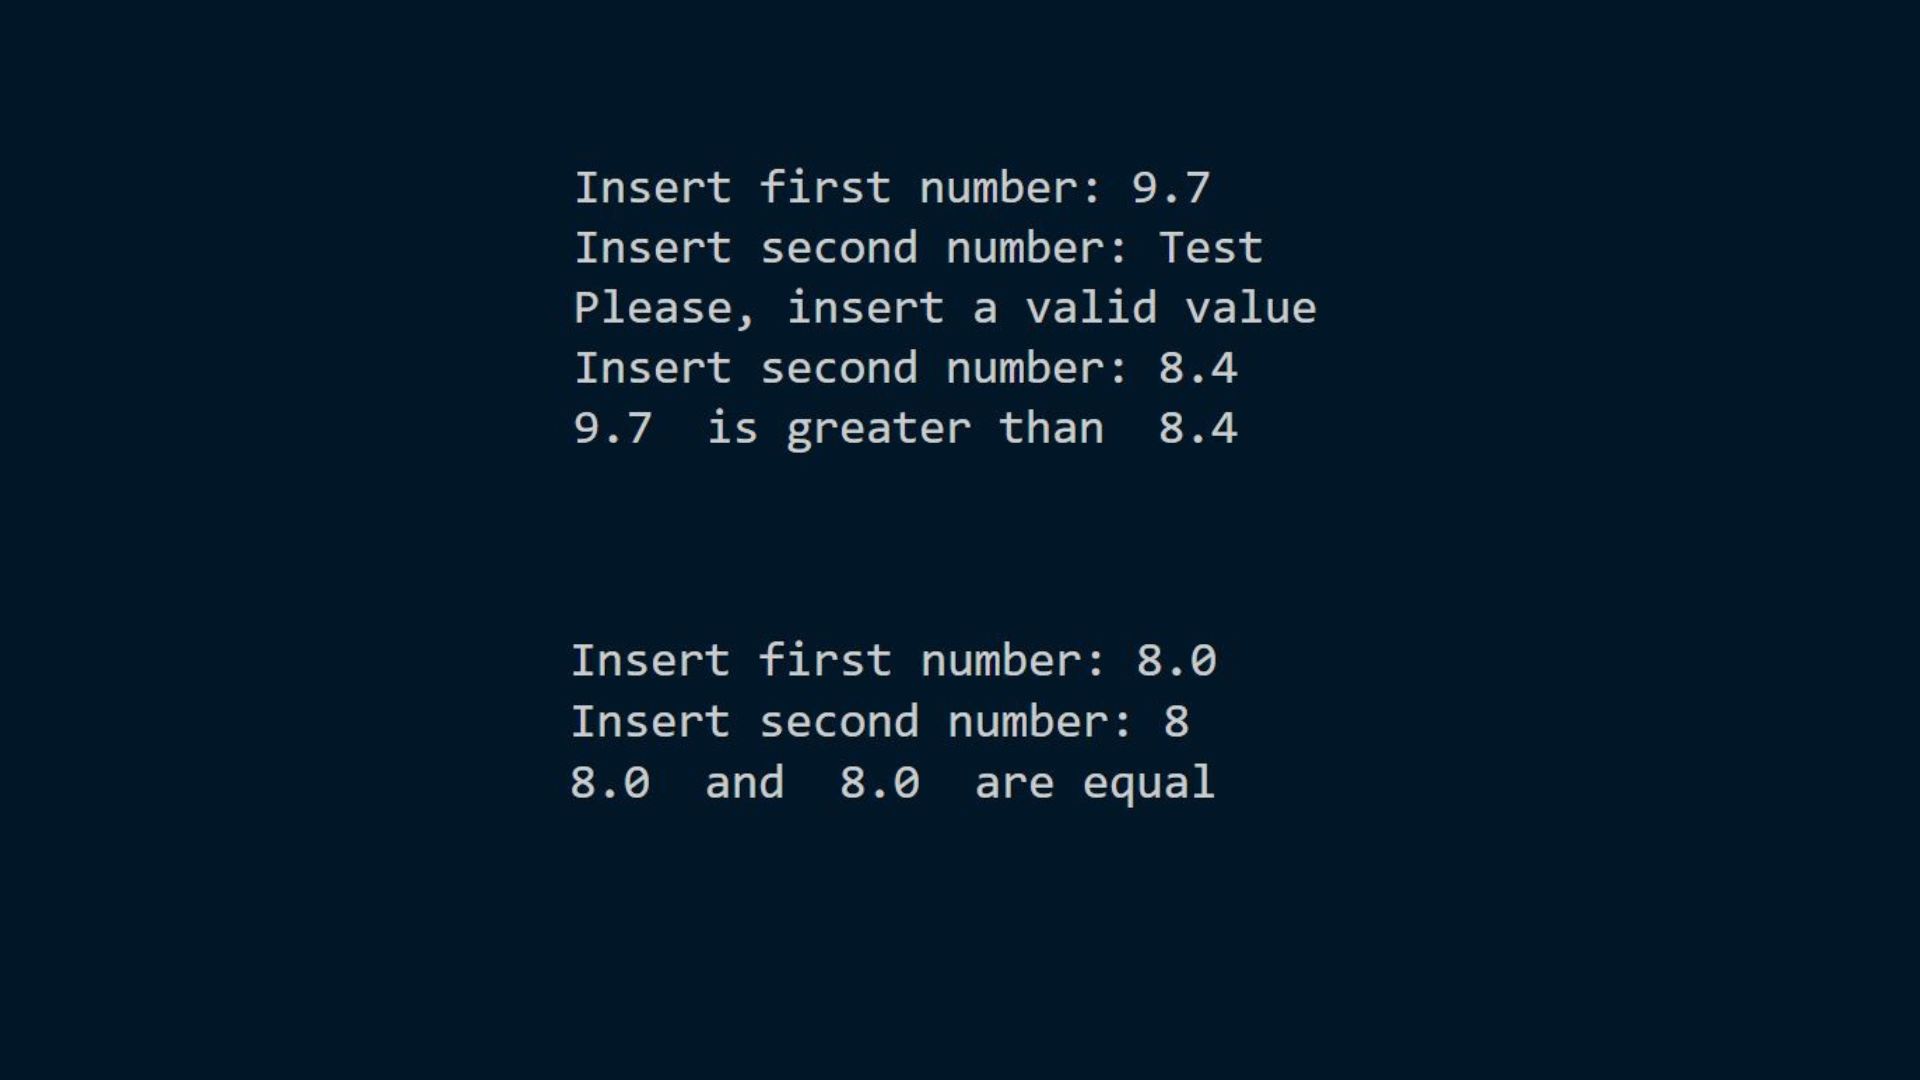 Insert first number: 9.7
Insert second number: Test
Please, insert a valid value
Insert second number: 8.4
9.7  is greater than  8.4
Insert first number: 8.0
Insert second number: 8
8.0  and  8.0  are equal